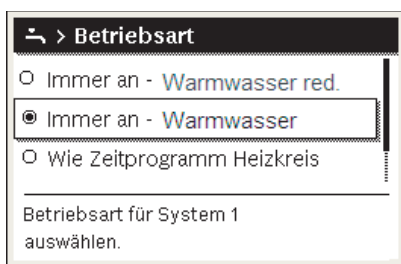 > Betriebsart
Immer an - Warmwasser red.
Immer an - Warmwasser
Wie Zeitprogramm Heizkreis
Betriebsart für System 1
auswählen.